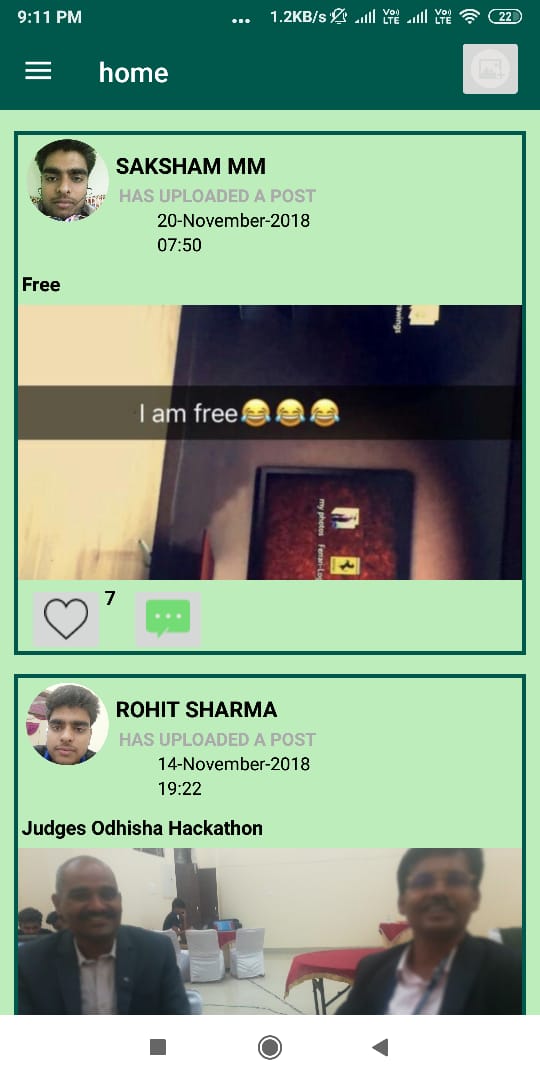 9:11 PM
... 1.2KB/s Vo) LTE Vo) LTE 22
home
SAKSHAM MM
HAS UPLOADED A POST
20-November-2018
07:50
Free
rawings
I am free😂😂😂
my photos
Ferrari-Log
7
ROHIT SHARMA
HAS UPLOADED A POST
14-November-2018
19:22
Judges Odhisha Hackathon